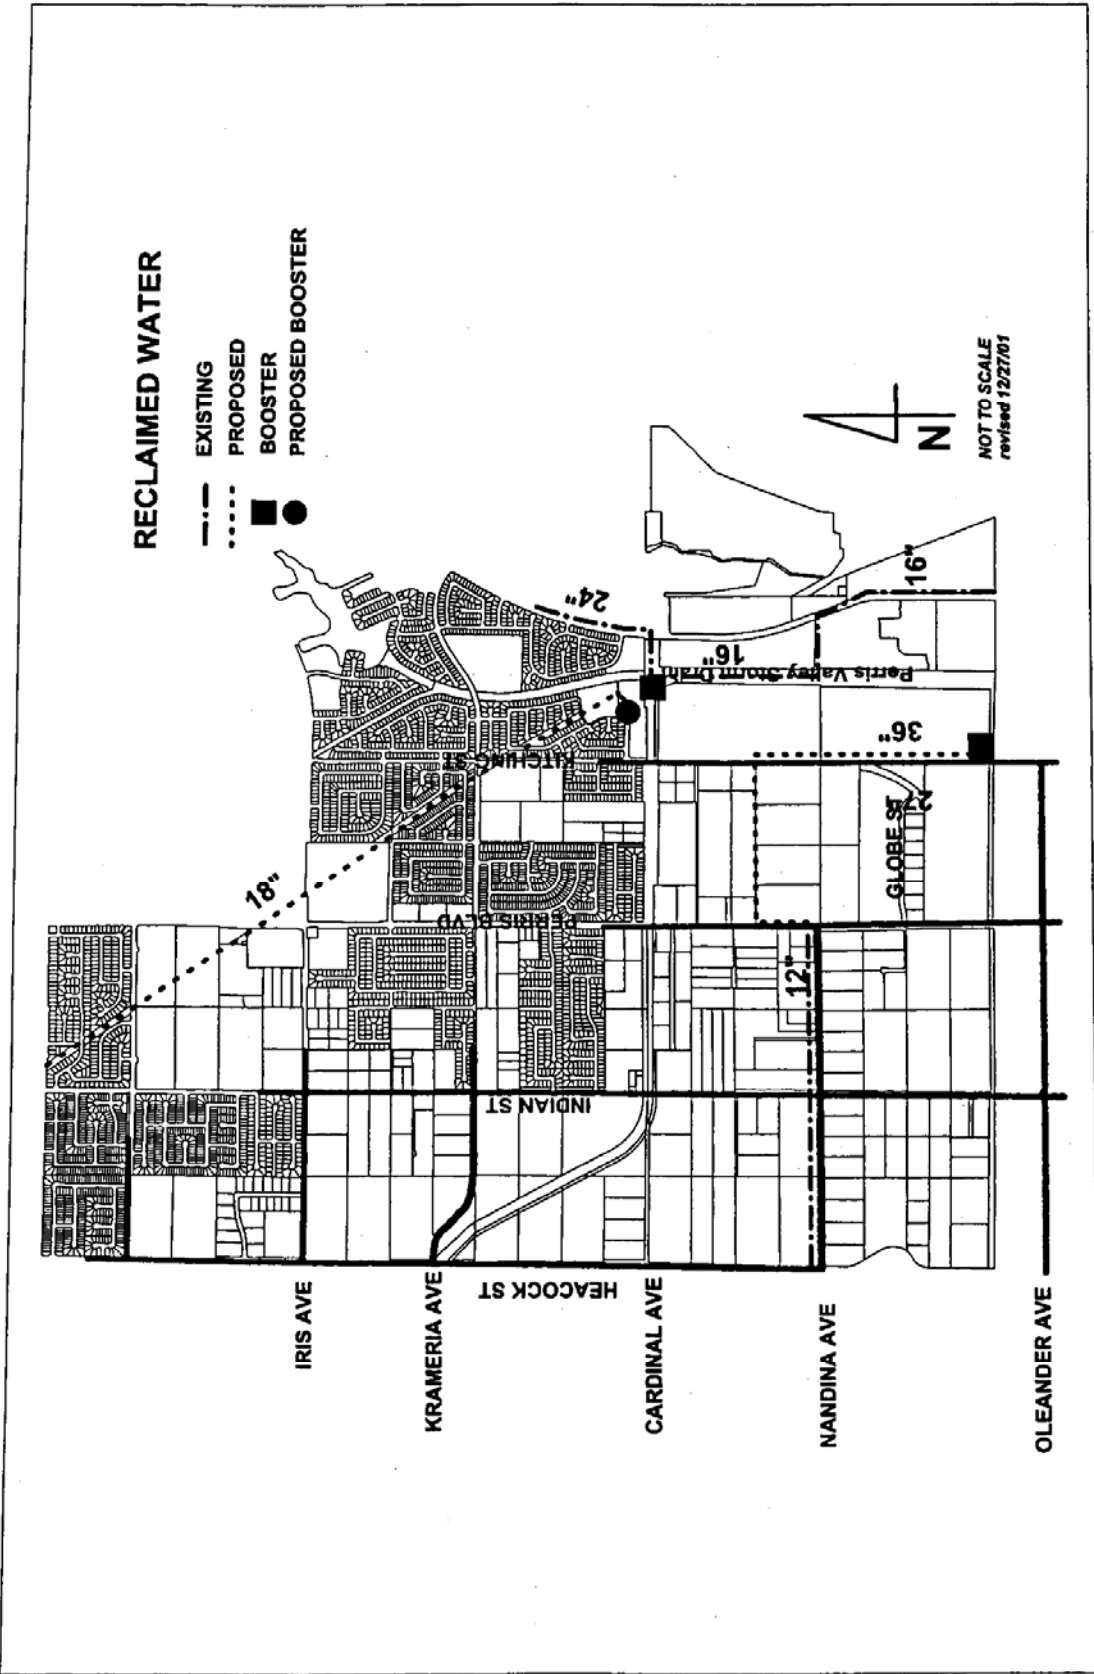 RECLAIMED WATER
EXISTING
PROPOSED
BOOSTER
PROPOSED BOOSTER
18"
24"
16"
16"
36"
27"
12"
KITCHING ST
PERRIS BLVD
INDIAN ST
HEACOCK ST
GLOBE ST
Perris Valley Storm Drain
IRIS AVE
KRAMERIA AVE
CARDINAL AVE
NANDINA AVE
OLEANDER AVE
N
NOT TO SCALE
revised 12/27/01